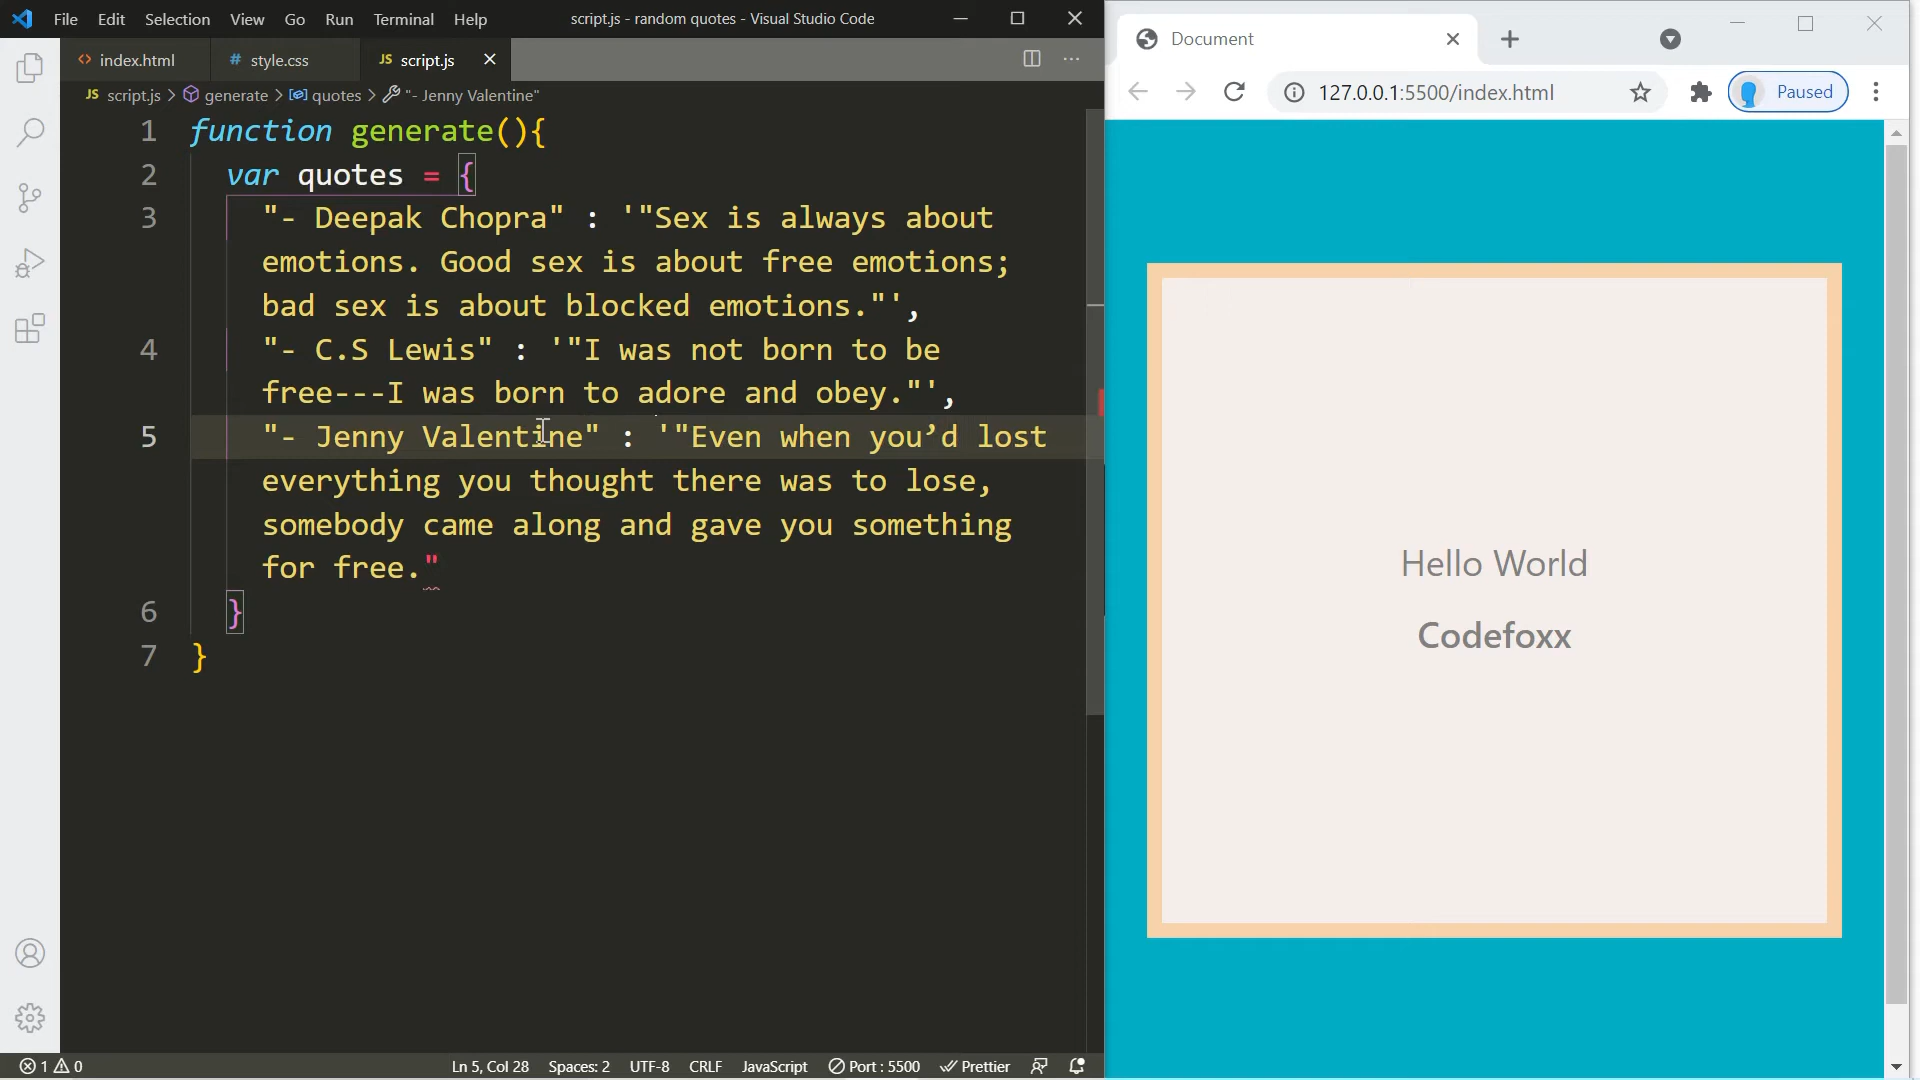 File Edit Selection View Go Run Terminal Help script.js - random quotes - Visual Studio Code
index.html # style.css JS script.js
JS script.js > generate > quotes > "- Jenny Valentine"
1 function generate(){
2 var quotes = {
3 "- Deepak Chopra" : '"Sex is always about
emotions. Good sex is about free emotions;
bad sex is about blocked emotions."',
4 "- C.S Lewis" : '"I was not born to be
free---I was born to adore and obey."',
5 "- Jenny Valentine" : '"Even when you’d lost
everything you thought there was to lose,
somebody came along and gave you something
for free."
6 }
7 }
1 0 Ln 5, Col 28 Spaces: 2 UTF-8 CRLF JavaScript Port : 5500 Prettier
Document
127.0.0.1:5500/index.html Paused
Hello World
Codefoxx